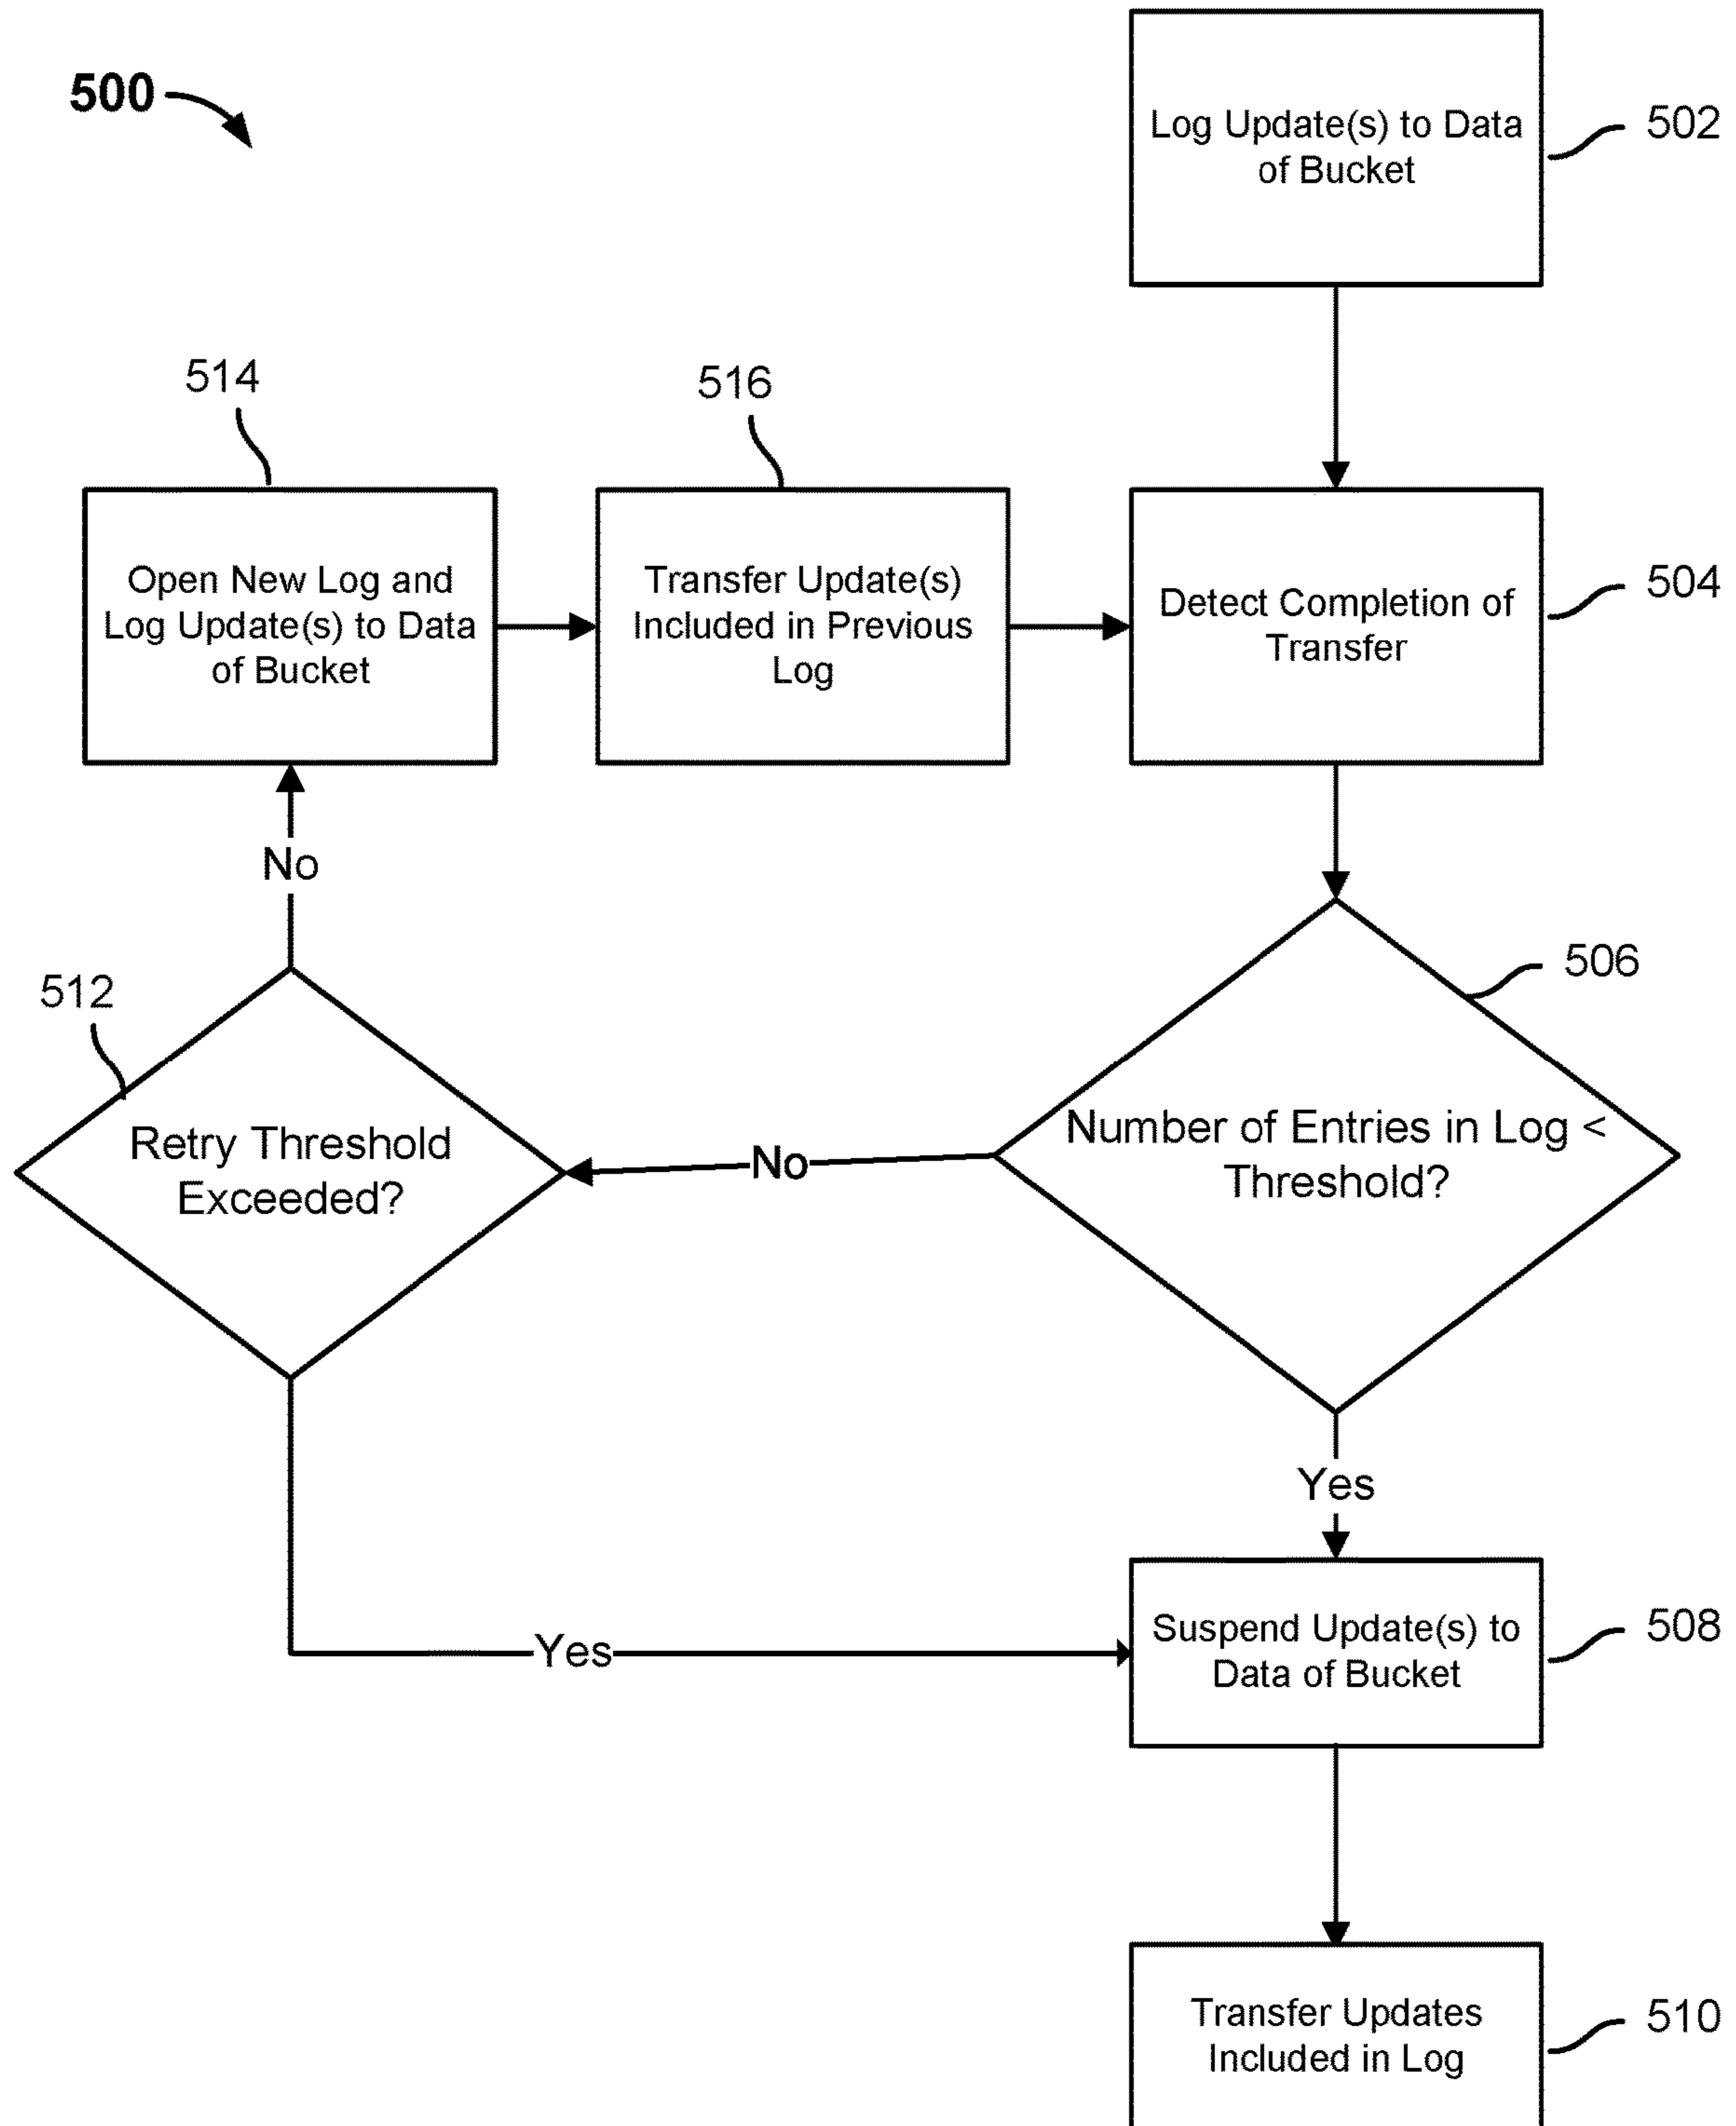 500
Log Update(s) to Data
of Bucket
502
514
516
Open New Log and
Log Update(s) to Data
of Bucket
Transfer Update(s)
Included in Previous
Log
Detect Completion of
Transfer
504
No
506
512
Number of Entries in Log <
Threshold?
Retry Threshold
Exceeded?
No
Yes
Suspend Update(s) to
Data of Bucket
508
Yes
Transfer Updates
Included in Log
510